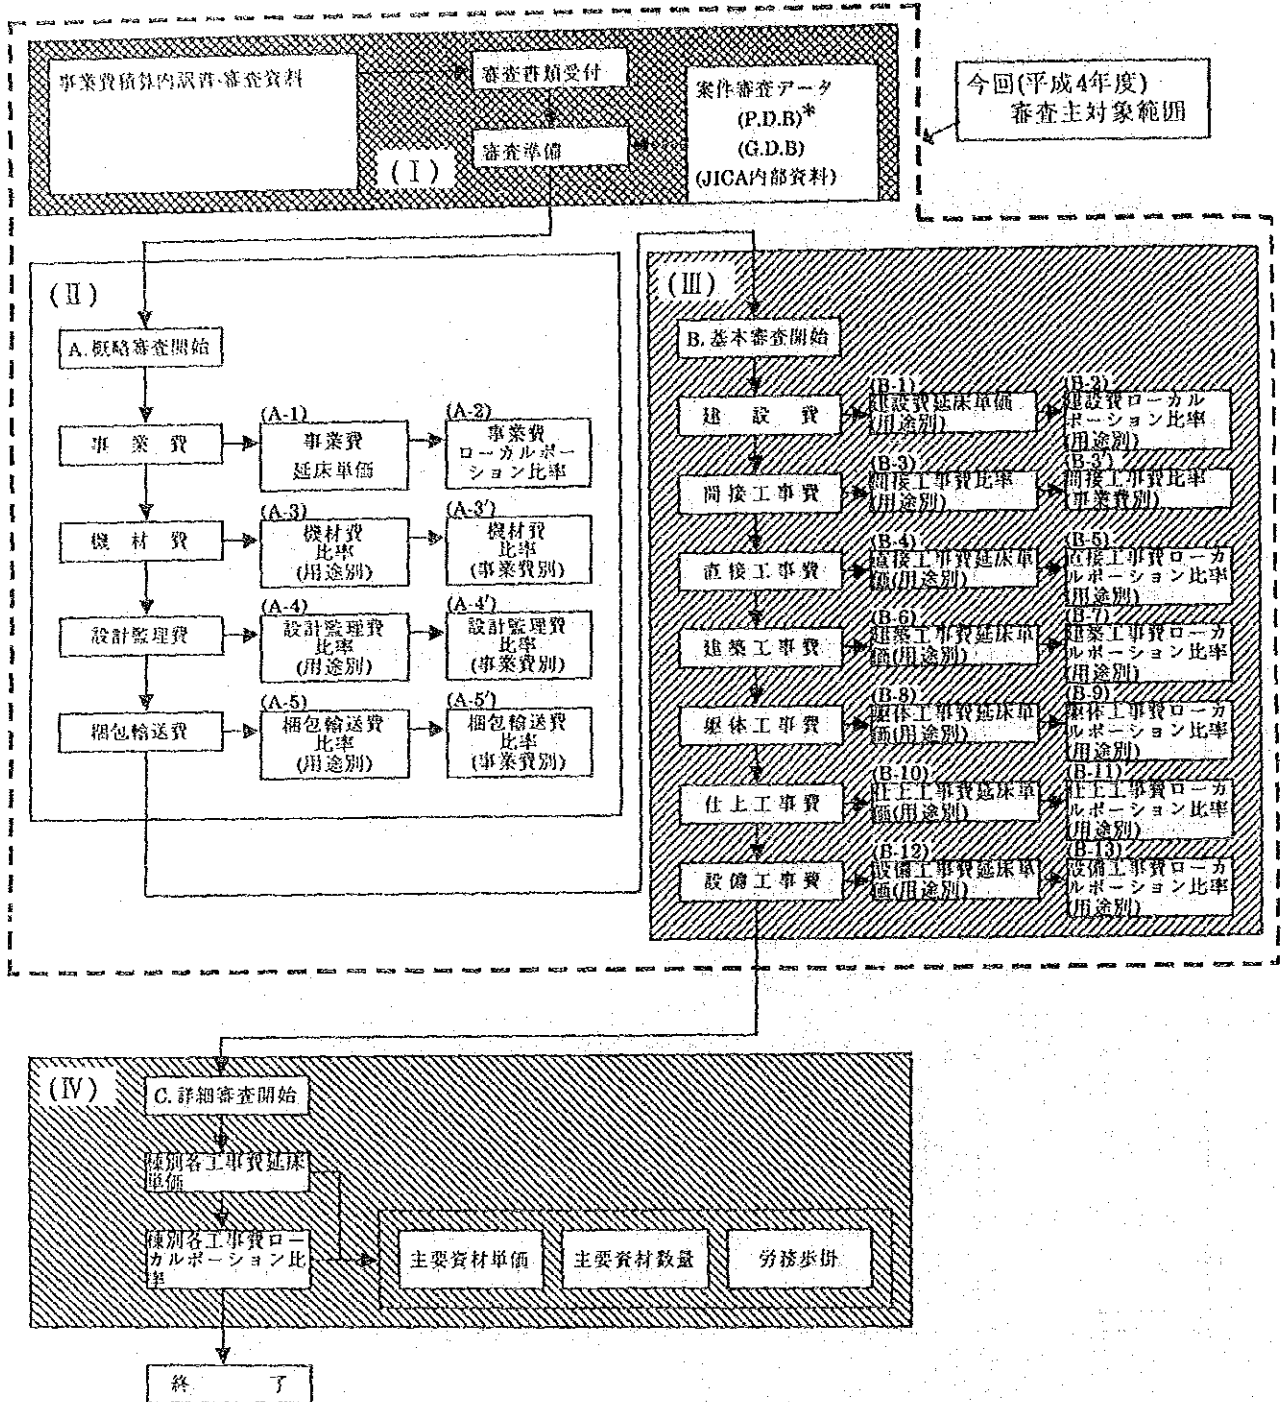 事業費積算内訳書・審査資料
審査書類受付
審査準備
(Ⅰ)
案件審査データ
(P.D.B)*
(G.D.B)
(JICA内部資料)
今回(平成4年度)
審査主対象範囲
(Ⅱ)
A.概略審査開始
事業費
(A-1)
事業費
延床単価
(A-2)
事業費
ローカルポー
ション比率
機材費
(A-3)
機材費
比率
(用途別)
(A-3')
機材費
比率
(事業費別)
設計監理費
(A-4)
設計監理費
比率
(用途別)
(A-4')
設計監理費
比率
(事業費別)
梱包輸送費
(A-5)
梱包輸送費
比率
(用途別)
(A-5')
梱包輸送費
比率
(事業費別)
(Ⅲ)
B.基本審査開始
建設費
(B-1)
建設費延床単価
(用途別)
(B-2)
建設費ローカル
ポーション比率
(用途別)
間接工事費
(B-3)
間接工事費比率
(用途別)
(B-3')
間接工事費比率
(事業費別)
直接工事費
(B-4)
直接工事費延床単
価(用途別)
(B-5)
直接工事費ローカ
ルポーション比率
(用途別)
建築工事費
(B-6)
建築工事費延床単
価(用途別)
(B-7)
建築工事費ローカ
ルポーション比率
(用途別)
躯体工事費
(B-8)
躯体工事費延床単
価(用途別)
(B-9)
躯体工事費ローカ
ルポーション比率
(用途別)
仕上工事費
(B-10)
仕上工事費延床単
価(用途別)
(B-11)
仕上工事費ローカ
ルポーション比率
(用途別)
設備工事費
(B-12)
設備工事費延床単
価(用途別)
(B-13)
設備工事費ローカ
ルポーション比率
(用途別)
(Ⅳ)
C.詳細審査開始
種別各工事費延床
単価
種別各工事費ロー
カルポーション比
率
主要資材単価
主要資材数量
労務歩掛
終了